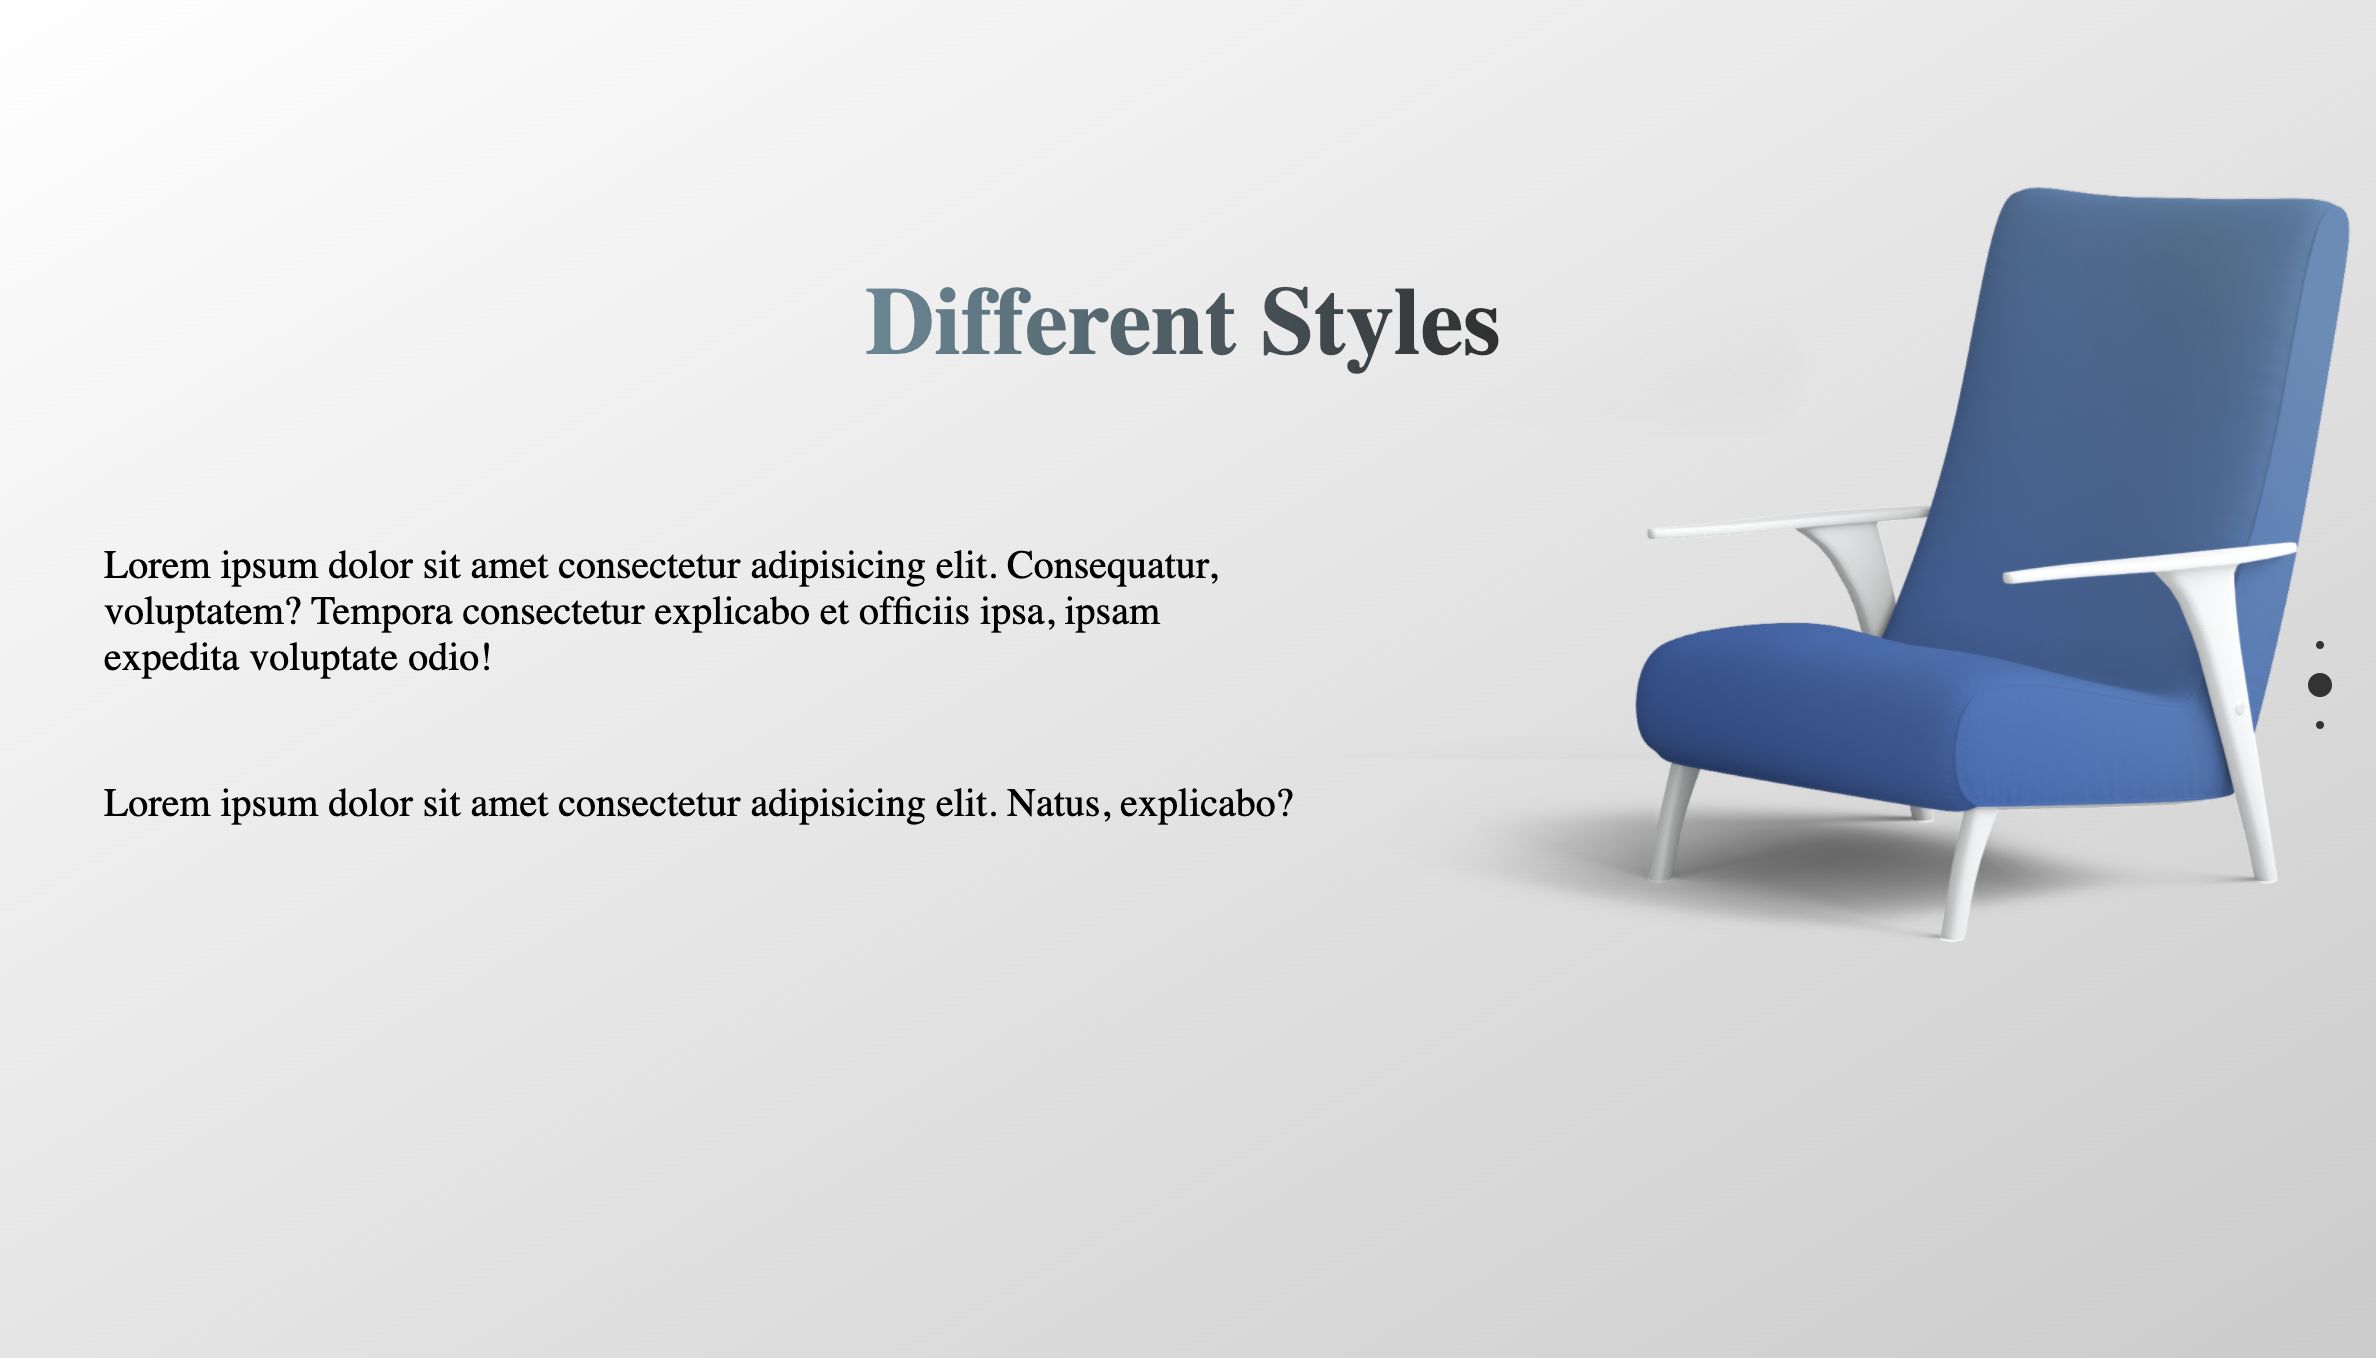 Different Styles
Lorem ipsum dolor sit amet consectetur adipisicing elit. Consequatur,
voluptatem? Tempora consectetur explicabo et officiis ipsa, ipsam
expedita voluptate odio!
Lorem ipsum dolor sit amet consectetur adipisicing elit. Natus, explicabo?